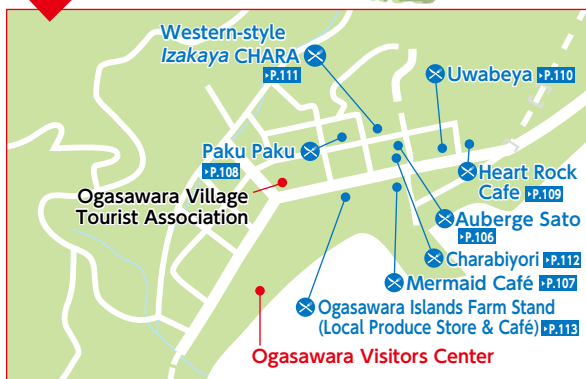 Western-style
Izakaya CHARA
▸P.111
Uwabeya ▸P.110
Paku Paku
▸P.108
Ogasawara Village
Tourist Association
Heart Rock
Cafe ▸P.109
Auberge Sato
▸P.106
Charabiyori ▸P.112
Mermaid Café ▸P.107
Ogasawara Islands Farm Stand
(Local Produce Store & Café) ▸P.113
Ogasawara Visitors Center